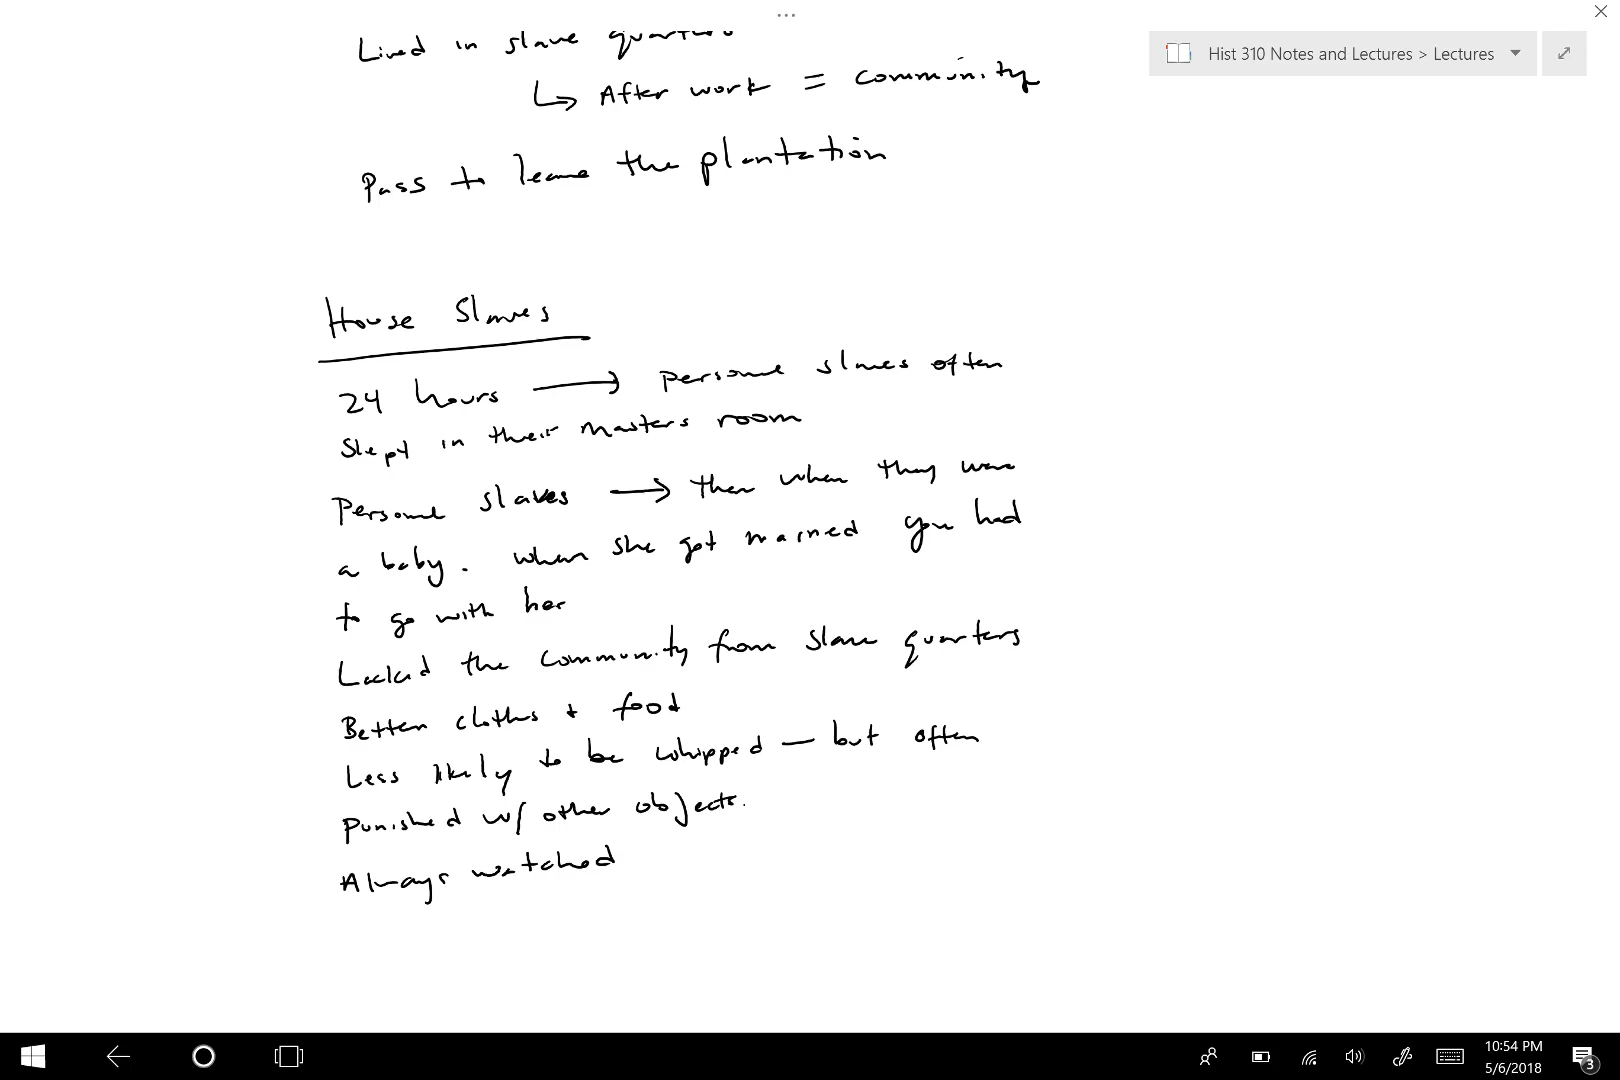 Lived in slave quarters
Hist 310 Notes and Lectures > Lectures
↳ After work = community
Pass to leave the plantation
House Slaves
24 hours → personal slaves often
Slept in their masters room
Personal slaves → then when they were
a baby. when she got married you had
to go with her
Lacked the community from slave quarters
Better clothes + food
Less likely to be whipped — but often
punished w/ other objects.
Always watched
10:54 PM
5/6/2018
3